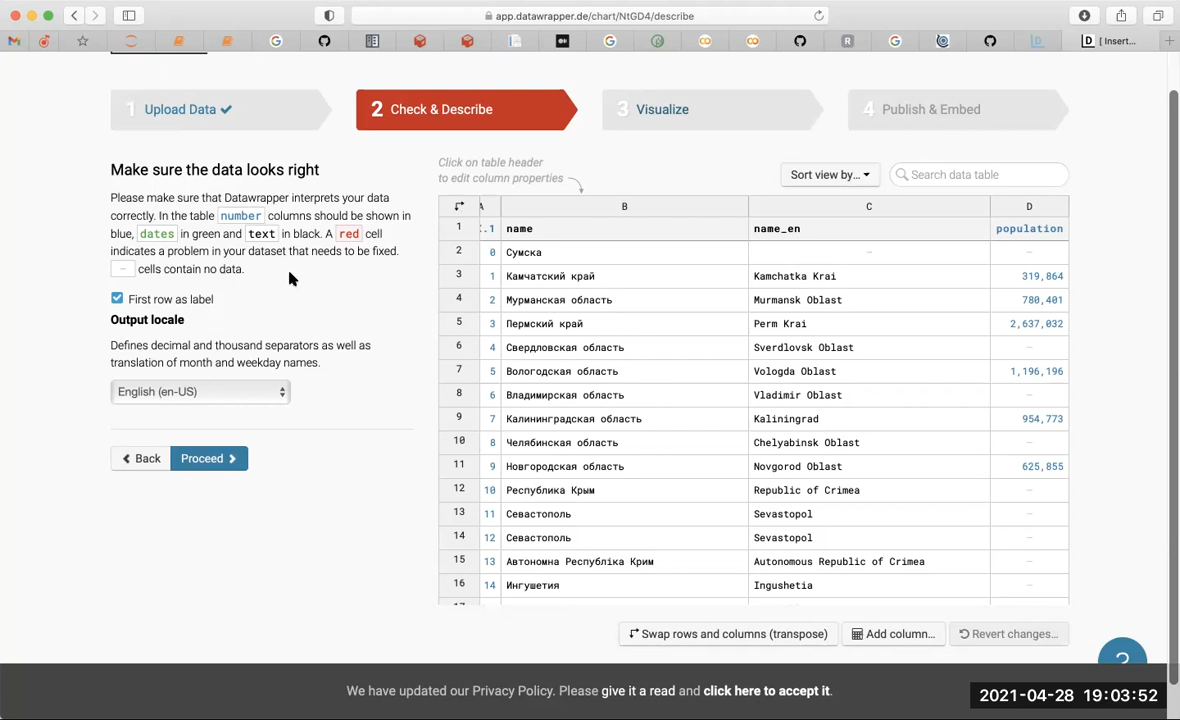 app.datawrapper.de/chart/NtGD4/describe
[ Insert...
1 Upload Data
2 Check & Describe
3 Visualize
4 Publish & Embed
Make sure the data looks right
Please make sure that Datawrapper interprets your data
correctly. In the table number columns should be shown in
blue, dates in green and text in black. A red cell
indicates a problem in your dataset that needs to be fixed.
– cells contain no data.
First row as label
Output locale
Defines decimal and thousand separators as well as
translation of month and weekday names.
English (en-US)
Back Proceed
Click on table header
to edit column properties
Sort view by...
Search data table
A B C D
1 name name_en population
2 0 Сумска – –
3 1 Камчатский край Kamchatka Krai 319,864
4 2 Мурманская область Murmansk Oblast 780,401
5 3 Пермский край Perm Krai 2,637,032
6 4 Свердловская область Sverdlovsk Oblast –
7 5 Вологодская область Vologda Oblast 1,196,196
8 6 Владимирская область Vladimir Oblast –
9 7 Калининградская область Kaliningrad 954,773
10 8 Челябинская область Chelyabinsk Oblast –
11 9 Новгородская область Novgorod Oblast 625,855
12 10 Республика Крым Republic of Crimea –
13 11 Севастополь Sevastopol –
14 12 Севастополь Sevastopol –
15 13 Автономна Республіка Крим Autonomous Republic of Crimea –
16 14 Ингушетия Ingushetia –
Swap rows and columns (transpose) Add column... Revert changes...
?
We have updated our Privacy Policy. Please give it a read and click here to accept it.
2021-04-28 19:03:52